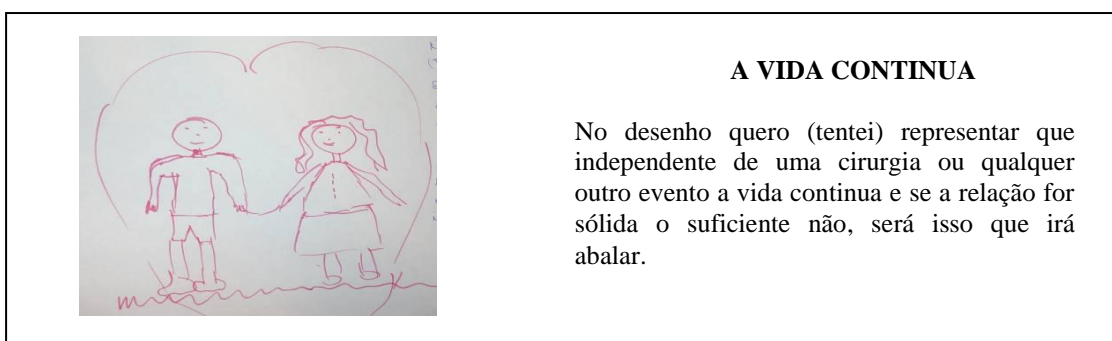 A VIDA CONTINUA
No desenho quero (tentei) representar que
independente de uma cirurgia ou qualquer
outro evento a vida continua e se a relação for
sólida o suficiente não, será isso que irá
abalar.